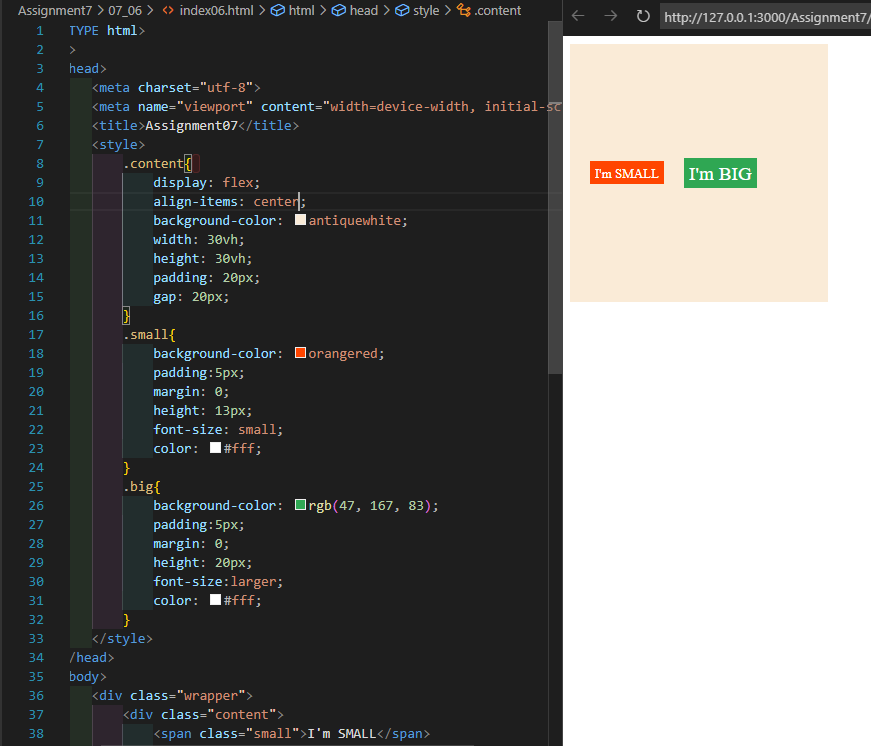 Assignment7 > 07_06 > <> index06.html > html > head > style > .content
http://127.0.0.1:3000/Assignment7/
1 TYPE html>
2 >
3 head>
4 <meta charset="utf-8">
5 <meta name="viewport" content="width=device-width, initial-sc
6 <title>Assignment07</title>
7 <style>
8 .content{
9 display: flex;
10 align-items: center;
11 background-color: antiquewhite;
12 width: 30vh;
13 height: 30vh;
14 padding: 20px;
15 gap: 20px;
16 }
17 .small{
18 background-color: orangered;
19 padding:5px;
20 margin: 0;
21 height: 13px;
22 font-size: small;
23 color: #fff;
24 }
25 .big{
26 background-color: rgb(47, 167, 83);
27 padding:5px;
28 margin: 0;
29 height: 20px;
30 font-size:larger;
31 color: #fff;
32 }
33 </style>
34 /head>
35 body>
36 <div class="wrapper">
37 <div class="content">
38 <span class="small">I'm SMALL</span>
I'm SMALL
I'm BIG